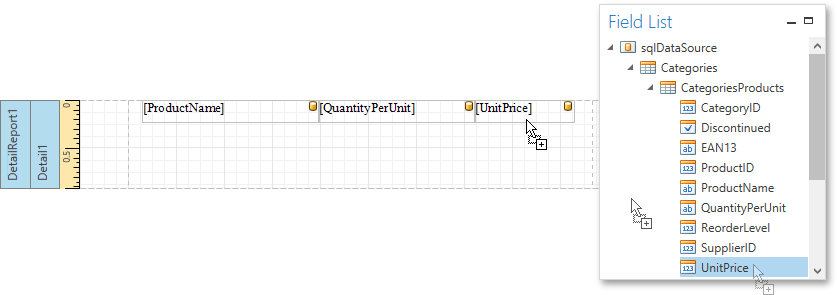 Field List
sqlDataSource
Categories
CategoriesProducts
CategoryID
Discontinued
EAN13
ProductID
ProductName
QuantityPerUnit
ReorderLevel
SupplierID
UnitPrice
DetailReport1
Detail1
0
0.5
[ProductName] [QuantityPerUnit] [UnitPrice]
123
ab
123
ab
ab
123
123
123